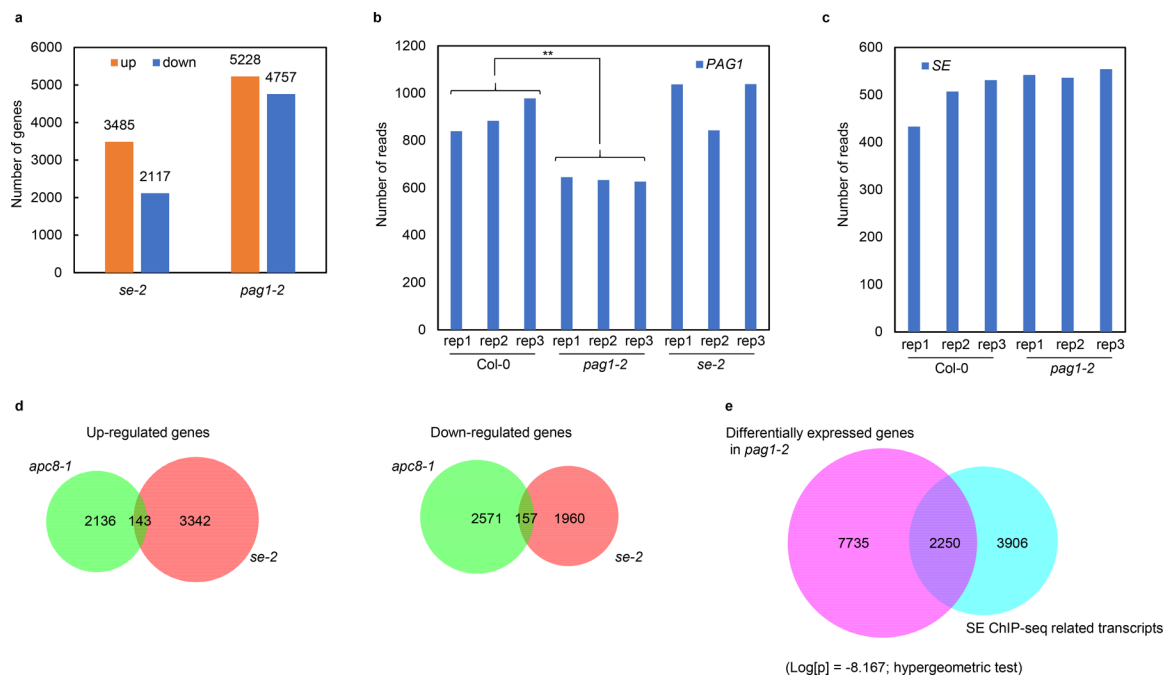 a
6000
5000
4000
3000
2000
1000
0
Number of genes
up
down
3485
2117
5228
4757
se-2
pag1-2
b
1200
1000
800
600
400
200
0
Number of reads
**
PAG1
rep1 rep2 rep3 rep1 rep2 rep3 rep1 rep2 rep3
Col-0
pag1-2
se-2
c
600
500
400
300
200
100
0
Number of reads
SE
rep1 rep2 rep3 rep1 rep2 rep3
Col-0
pag1-2
d
Up-regulated genes
apc8-1
2136 143 3342
se-2
Down-regulated genes
apc8-1
2571 157 1960
se-2
e
Differentially expressed genes
in pag1-2
7735 2250 3906
SE ChIP-seq related transcripts
(Log[p] = -8.167; hypergeometric test)